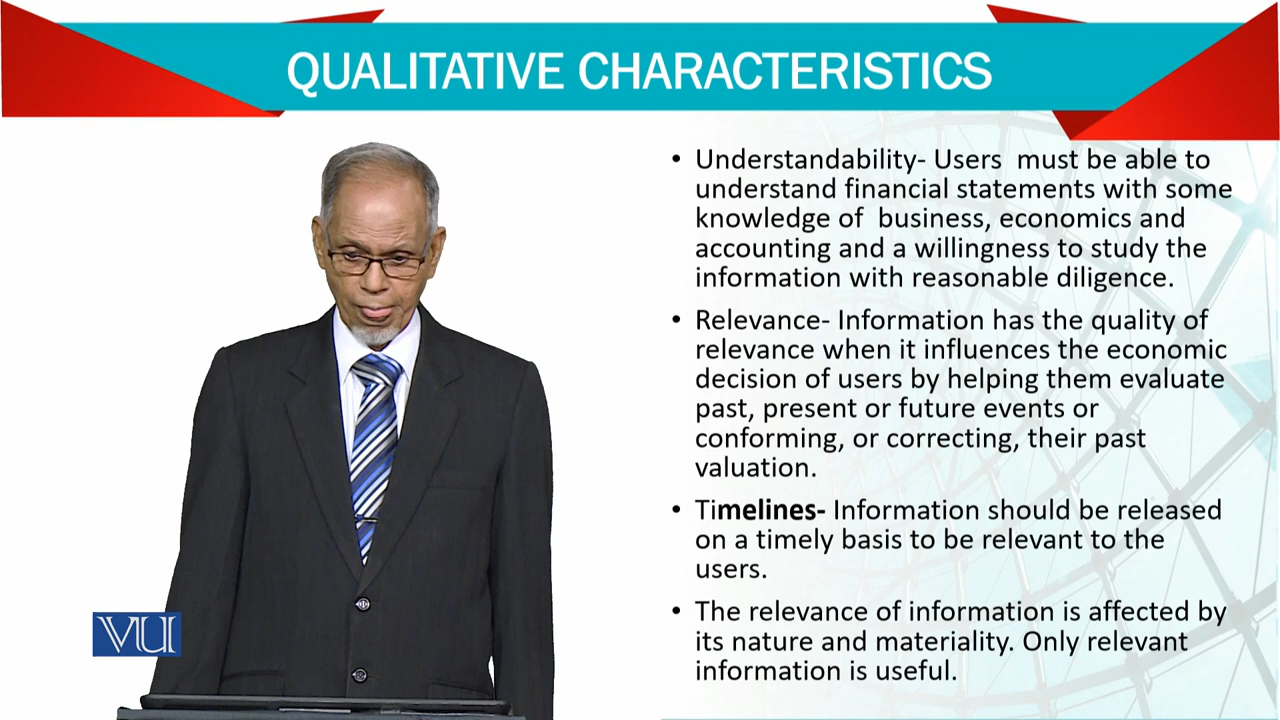 QUALITATIVE CHARACTERISTICS
• Understandability- Users must be able to
understand financial statements with some
knowledge of business, economics and
accounting and a willingness to study the
information with reasonable diligence.
• Relevance- Information has the quality of
relevance when it influences the economic
decision of users by helping them evaluate
past, present or future events or
conforming, or correcting, their past
valuation.
• Timelines- Information should be released
on a timely basis to be relevant to the
users.
• The relevance of information is affected by
its nature and materiality. Only relevant
information is useful.
VU